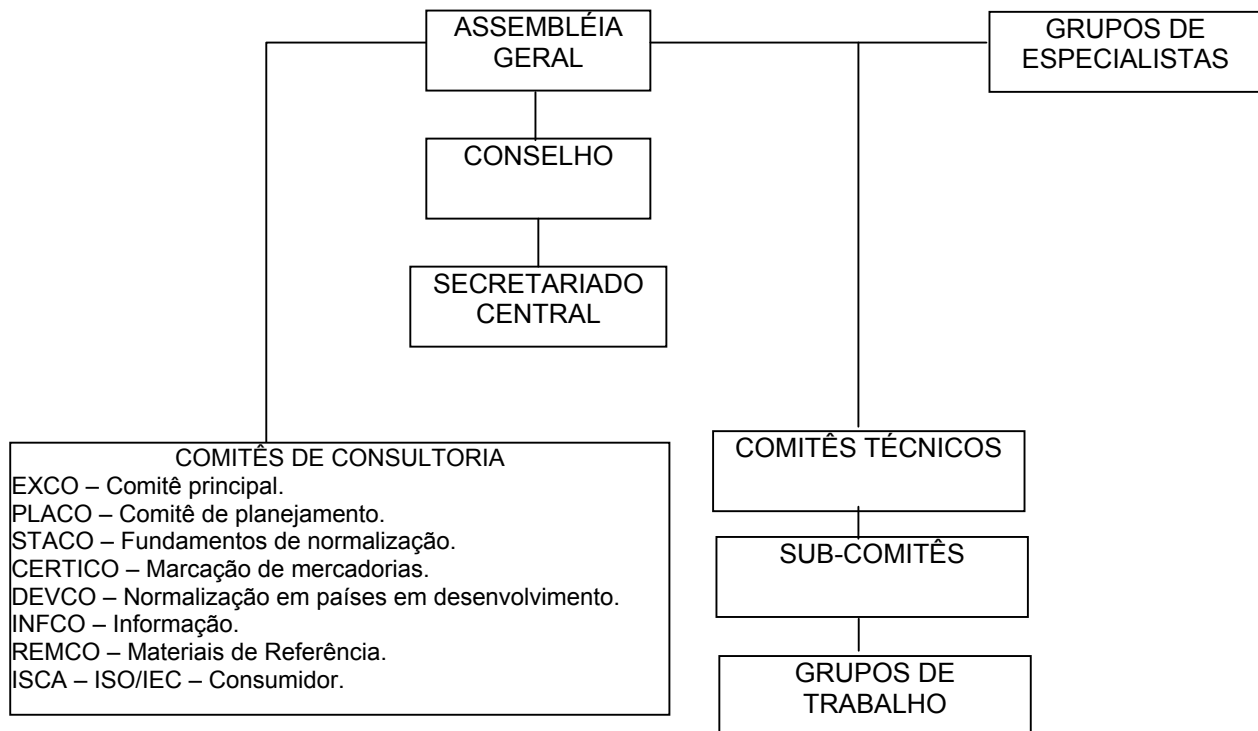 ASSEMBLÉIA
GERAL
GRUPOS DE
ESPECIALISTAS
CONSELHO
SECRETARIADO
CENTRAL
COMITÊS DE CONSULTORIA
EXCO – Comitê principal.
PLACO – Comitê de planejamento.
STACO – Fundamentos de normalização.
CERTICO – Marcação de mercadorias.
DEVCO – Normalização em países em desenvolvimento.
INFCO – Informação.
REMCO – Materiais de Referência.
ISCA – ISO/IEC – Consumidor.
COMITÊS TÉCNICOS
SUB-COMITÊS
GRUPOS DE
TRABALHO